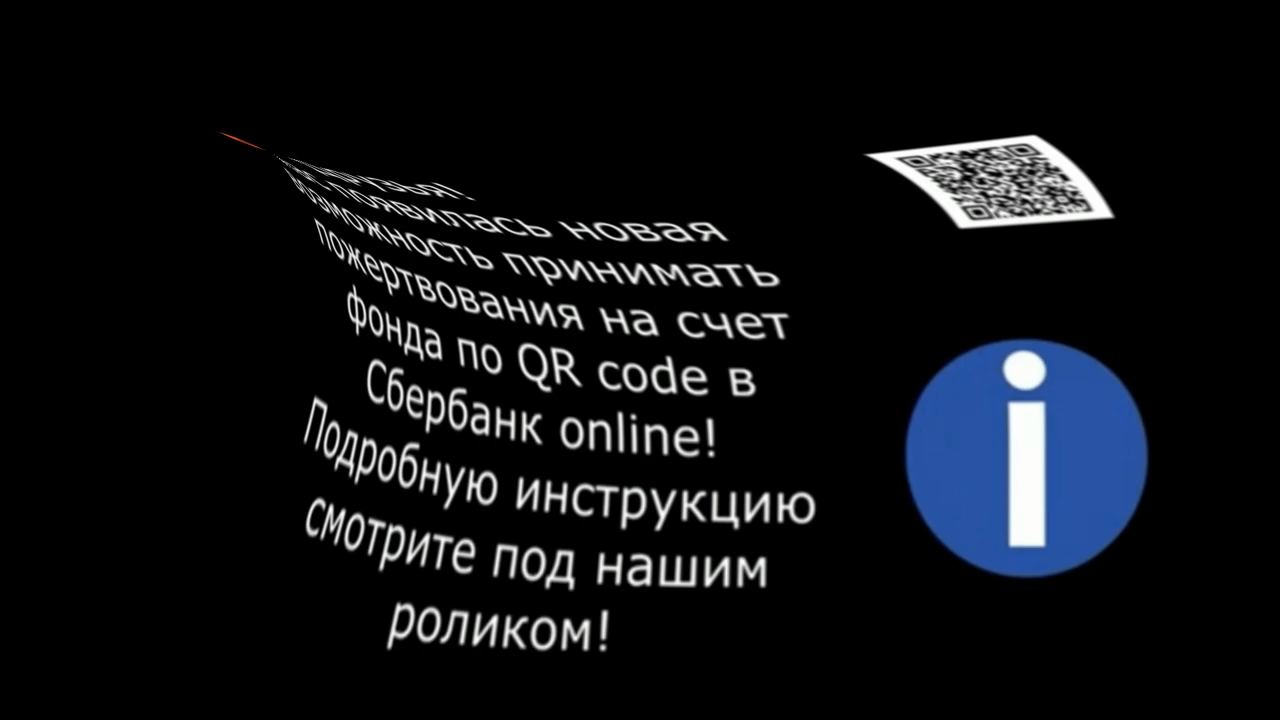 появилась новая
возможность принимать
пожертвования на счет
фонда по QR code в
Сбербанк online!
Подробную инструкцию
смотрите под нашим
роликом!
i